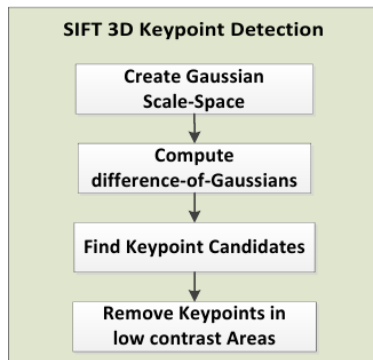 SIFT 3D Keypoint Detection
Create Gaussian
Scale-Space
Compute
difference-of-Gaussians
Find Keypoint Candidates
Remove Keypoints in
low contrast Areas